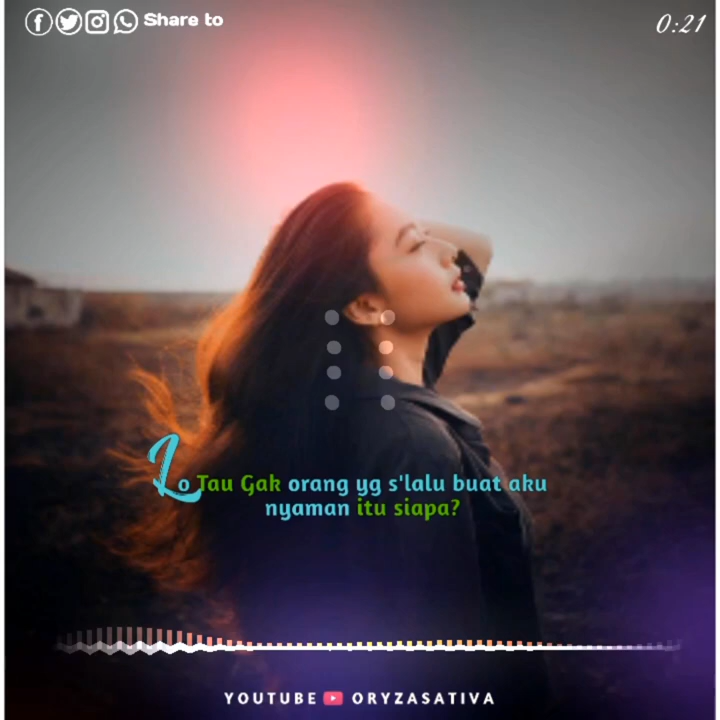 Share to
0:21
Lo Tau Gak orang yg s'lalu buat aku
nyaman itu siapa?
YOUTUBE ORYZASATIVA